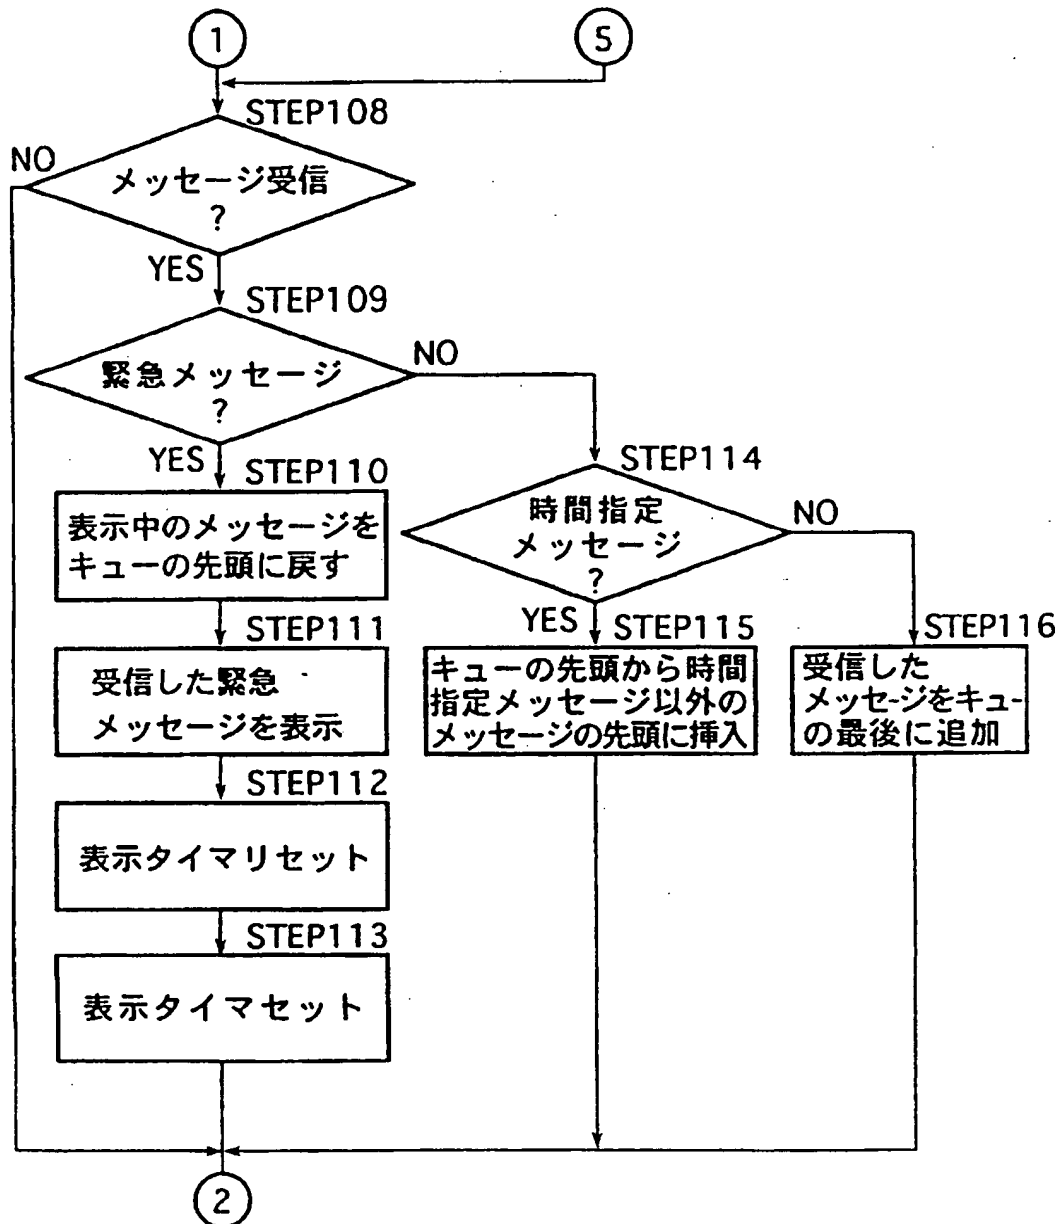 1
5
STEP108
NO
メッセージ受信
?
YES
STEP109
緊急メッセージ
?
NO
YES
STEP110
表示中のメッセージを
キューの先頭に戻す
STEP111
受信した緊急
メッセージを表示
STEP112
表示タイマリセット
STEP113
表示タイマセット
STEP114
時間指定
メッセージ
?
NO
YES
STEP115
キューの先頭から時間
指定メッセージ以外の
メッセージの先頭に挿入
STEP116
受信した
メッセージをキュー
の最後に追加
2